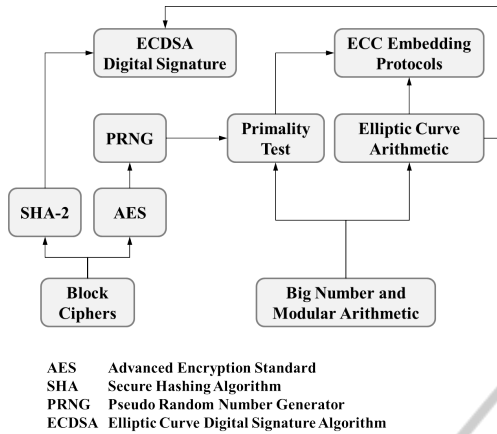 ECDSA
Digital Signature
ECC Embedding
Protocols
PRNG
Primality
Test
Elliptic Curve
Arithmetic
SHA-2
AES
Block
Ciphers
Big Number and
Modular Arithmetic
AES Advanced Encryption Standard
SHA Secure Hashing Algorithm
PRNG Pseudo Random Number Generator
ECDSA Elliptic Curve Digital Signature Algorithm